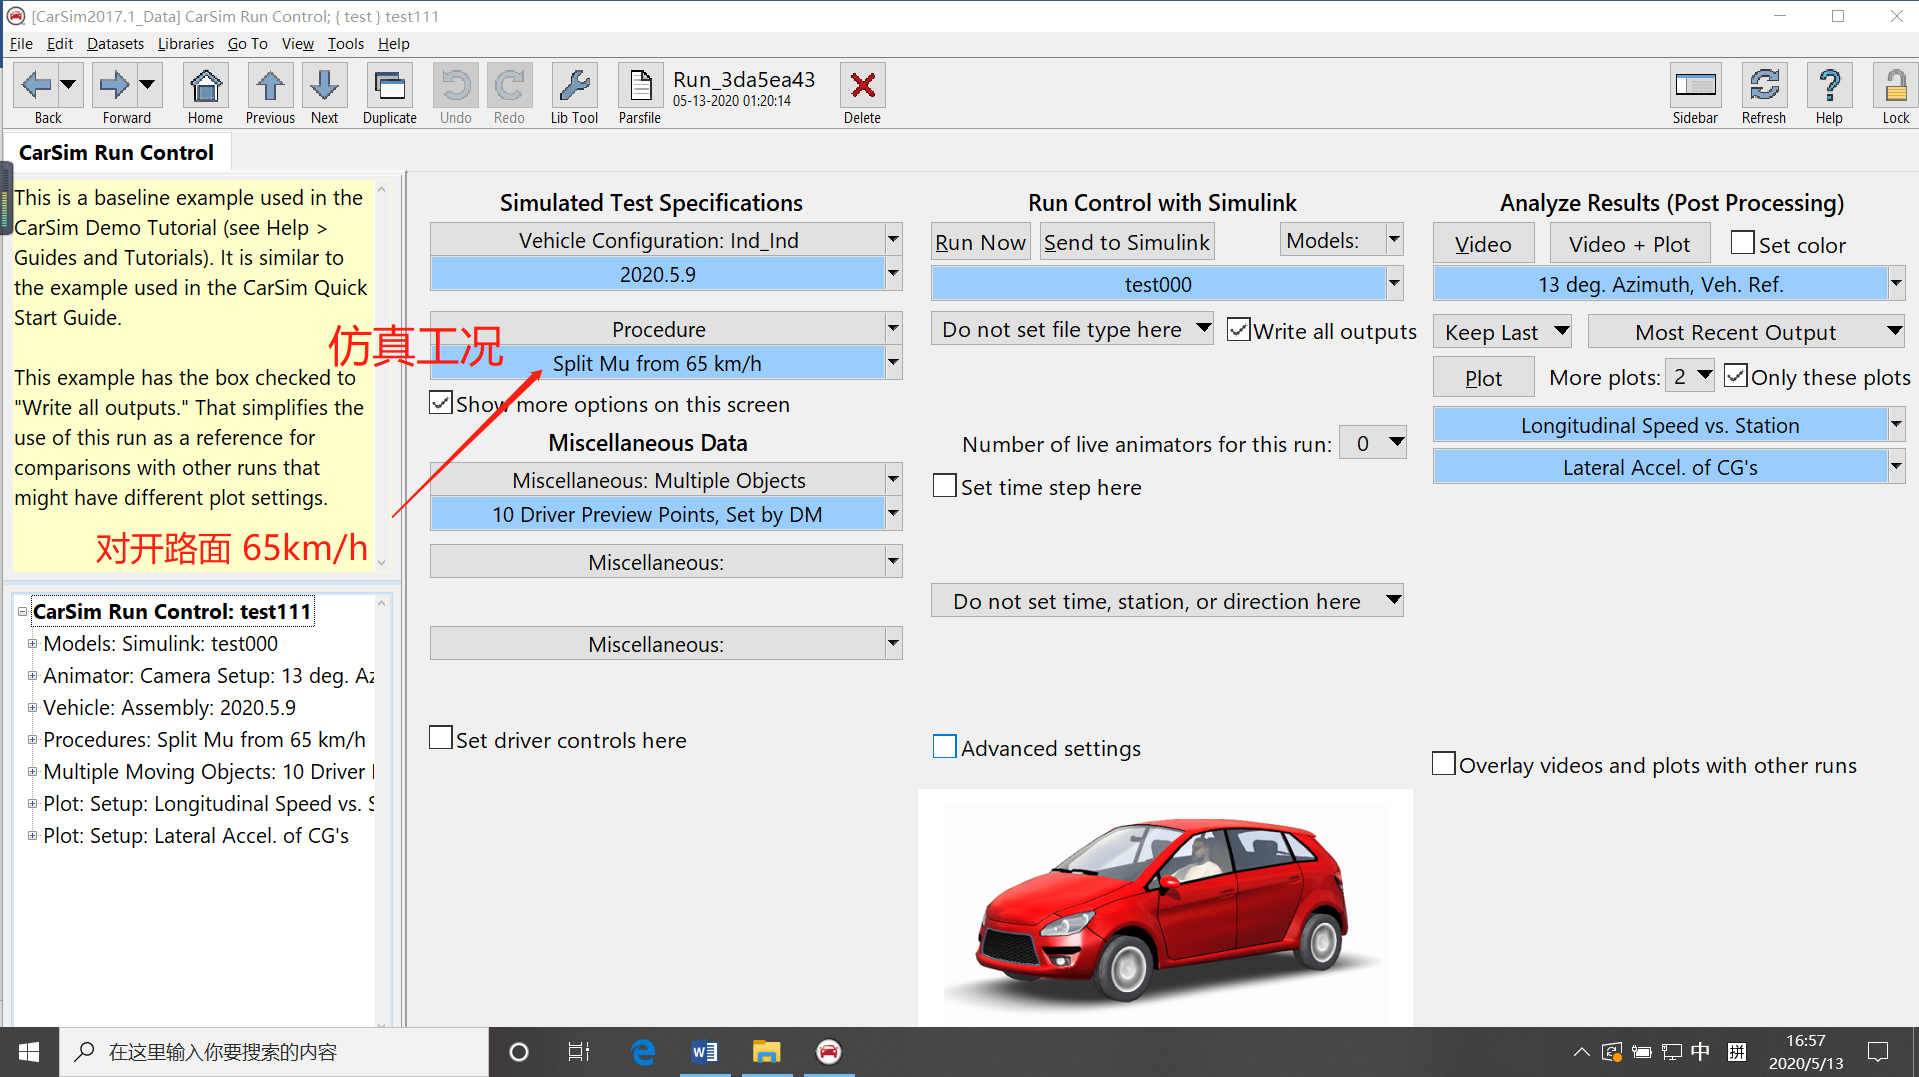 [CarSim2017.1_Data] CarSim Run Control; { test } test111
File Edit Datasets Libraries Go To View Tools Help
Back Forward Home Previous Next Duplicate Undo Redo Lib Tool Parsfile
Run_3da5ea43
05-13-2020 01:20:14
Delete
Sidebar Refresh Help Lock
CarSim Run Control
This is a baseline example used in the
CarSim Demo Tutorial (see Help >
Guides and Tutorials). It is similar to
the example used in the CarSim Quick
Start Guide.
This example has the box checked to
"Write all outputs." That simplifies the
use of this run as a reference for
comparisons with other runs that
might have different plot settings.
仿真工况
对开路面 65km/h
CarSim Run Control: test111
Models: Simulink: test000
Animator: Camera Setup: 13 deg. Az
Vehicle: Assembly: 2020.5.9
Procedures: Split Mu from 65 km/h
Multiple Moving Objects: 10 Driver
Plot: Setup: Longitudinal Speed vs. S
Plot: Setup: Lateral Accel. of CG's
Simulated Test Specifications
Vehicle Configuration: Ind_Ind
2020.5.9
Procedure
Split Mu from 65 km/h
Show more options on this screen
Miscellaneous Data
Miscellaneous: Multiple Objects
10 Driver Preview Points, Set by DM
Miscellaneous:
Miscellaneous:
Set driver controls here
Run Control with Simulink
Run Now Send to Simulink Models:
test000
Do not set file type here Write all outputs
Number of live animators for this run: 0
Set time step here
Do not set time, station, or direction here
Advanced settings
Analyze Results (Post Processing)
Video Video + Plot Set color
13 deg. Azimuth, Veh. Ref.
Keep Last Most Recent Output
Plot More plots: 2 Only these plots
Longitudinal Speed vs. Station
Lateral Accel. of CG's
Overlay videos and plots with other runs
在这里输入你要搜索的内容
中 拼
16:57
2020/5/13